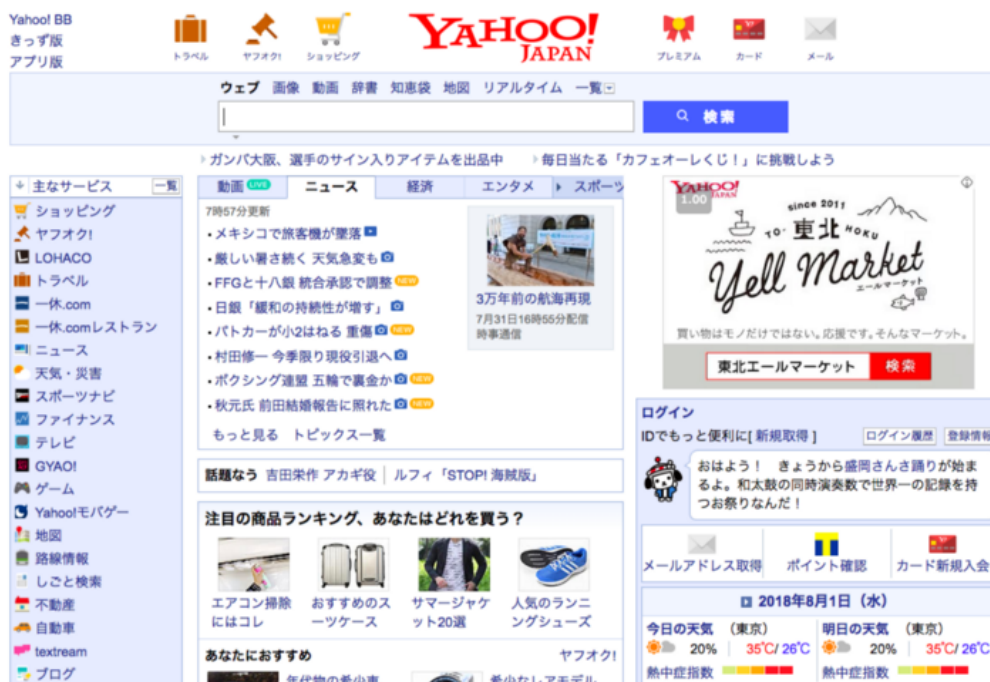 Yahoo! BB
きっず版
アプリ版
トラベル
ヤフオク!
ショッピング
YAHOO!
JAPAN
プレミアム
カード
メール
ウェブ 画像 動画 辞書 知恵袋 地図 リアルタイム 一覧
検索
ガンバ大阪、選手のサイン入りアイテムを出品中
毎日当たる「カフェオーレくじ!」に挑戦しよう
主なサービス 一覧
ショッピング
ヤフオク!
LOHACO
トラベル
一休.com
一休.comレストラン
ニュース
天気・災害
スポーツナビ
ファイナンス
テレビ
GYAO!
ゲーム
Yahoo!モバゲー
地図
路線情報
しごと検索
不動産
自動車
textream
ブログ
動画 LIVE ニュース 経済 エンタメ スポーツ
7時57分更新
・メキシコで旅客機が墜落
・厳しい暑さ続く 天気急変も
・FFGと十八銀 統合承認で調整 NEW
・日銀「緩和の持続性が増す」
・パトカーが小2はねる 重傷 NEW
・村田修一 今季限り現役引退へ
・ボクシング連盟 五輪で裏金か NEW
・秋元氏 前田結婚報告に照れた NEW
もっと見る トピックス一覧
3万年前の航海再現
7月31日16時55分配信
時事通信
話題なう 吉田栄作 アカギ役 ルフィ「STOP! 海賊版」
注目の商品ランキング、あなたはどれを買う?
エアコン掃除
にはコレ
おすすめのス
ーツケース
サマージャケ
ット20選
人気のランニ
ングシューズ
あなたにおすすめ ヤフオク!
年代物の希少車
希少なレアモデル
YAHOO!
JAPAN
1.00
since 2011
TO- 東北 HOKU
Yell Market
エールマーケット
買い物はモノだけではない。応援です。そんなマーケット。
東北エールマーケット 検索
ログイン
IDでもっと便利に[ 新規取得 ]
ログイン履歴
登録情報
おはよう! きょうから盛岡さんさ踊りが始ま
るよ。和太鼓の同時演奏数で世界一の記録を持
つお祭りなんだ!
メールアドレス取得
ポイント確認
カード新規入会
2018年8月1日(水)
今日の天気 (東京)
20% 35℃/ 26℃
熱中症指数
明日の天気 (東京)
20% 35℃/ 26℃
熱中症指数